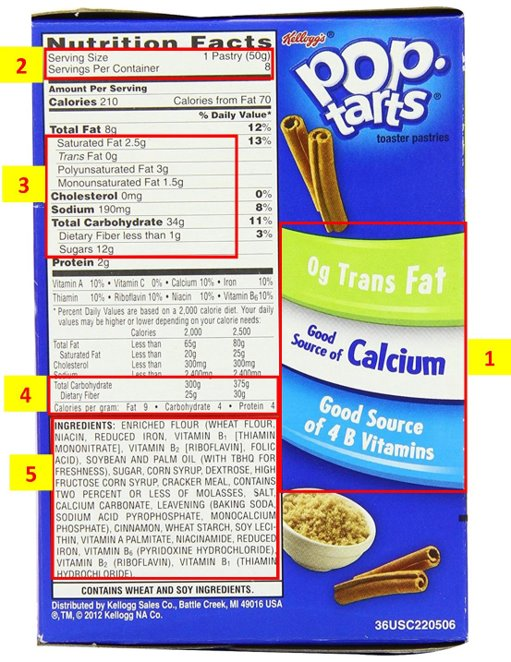 Nutrition Facts
2
Serving Size 1 Pastry (50g)
Servings Per Container 8
Amount Per Serving
Calories 210 Calories from Fat 70
% Daily Value*
Total Fat 8g 12%
3
Saturated Fat 2.5g 13%
Trans Fat 0g
Polyunsaturated Fat 3g
Monounsaturated Fat 1.5g
Cholesterol 0mg 0%
Sodium 190mg 8%
Total Carbohydrate 34g 11%
Dietary Fiber less than 1g 3%
Sugars 12g
Protein 2g
Vitamin A 10% • Vitamin C 0% • Calcium 10% • Iron 10%
Thiamin 10% • Riboflavin 10% • Niacin 10% • Vitamin B6 10%
* Percent Daily Values are based on a 2,000 calorie diet. Your daily
values may be higher or lower depending on your calorie needs:
Calories 2,000 2,500
Total Fat Less than 65g 80g
Saturated Fat Less than 20g 25g
Cholesterol Less than 300mg 300mg
Sodium Less than 2,400mg 2,400mg
4
Total Carbohydrate 300g 375g
Dietary Fiber 25g 30g
Calories per gram: Fat 9 • Carbohydrate 4 • Protein 4
5
INGREDIENTS: ENRICHED FLOUR (WHEAT FLOUR,
NIACIN, REDUCED IRON, VITAMIN B1 [THIAMIN
MONONITRATE], VITAMIN B2 [RIBOFLAVIN], FOLIC
ACID), SOYBEAN AND PALM OIL (WITH TBHQ FOR
FRESHNESS), SUGAR, CORN SYRUP, DEXTROSE, HIGH
FRUCTOSE CORN SYRUP, CRACKER MEAL, CONTAINS
TWO PERCENT OR LESS OF MOLASSES, SALT,
CALCIUM CARBONATE, LEAVENING (BAKING SODA,
SODIUM ACID PYROPHOSPHATE, MONOCALCIUM
PHOSPHATE), CINNAMON, WHEAT STARCH, SOY LECI-
THIN, VITAMIN A PALMITATE, NIACINAMIDE, REDUCED
IRON, VITAMIN B6 (PYRIDOXINE HYDROCHLORIDE),
VITAMIN B2 (RIBOFLAVIN), VITAMIN B1 (THIAMIN
HYDROCHLORIDE).
CONTAINS WHEAT AND SOY INGREDIENTS.
Distributed by Kellogg Sales Co., Battle Creek, MI 49016 USA
®, TM, © 2012 Kellogg NA Co.
Kellogg's®
pop.
tarts®
toaster pastries
1
0g Trans Fat
Good
Source of Calcium
Good Source
of 4 B Vitamins
36USC220506